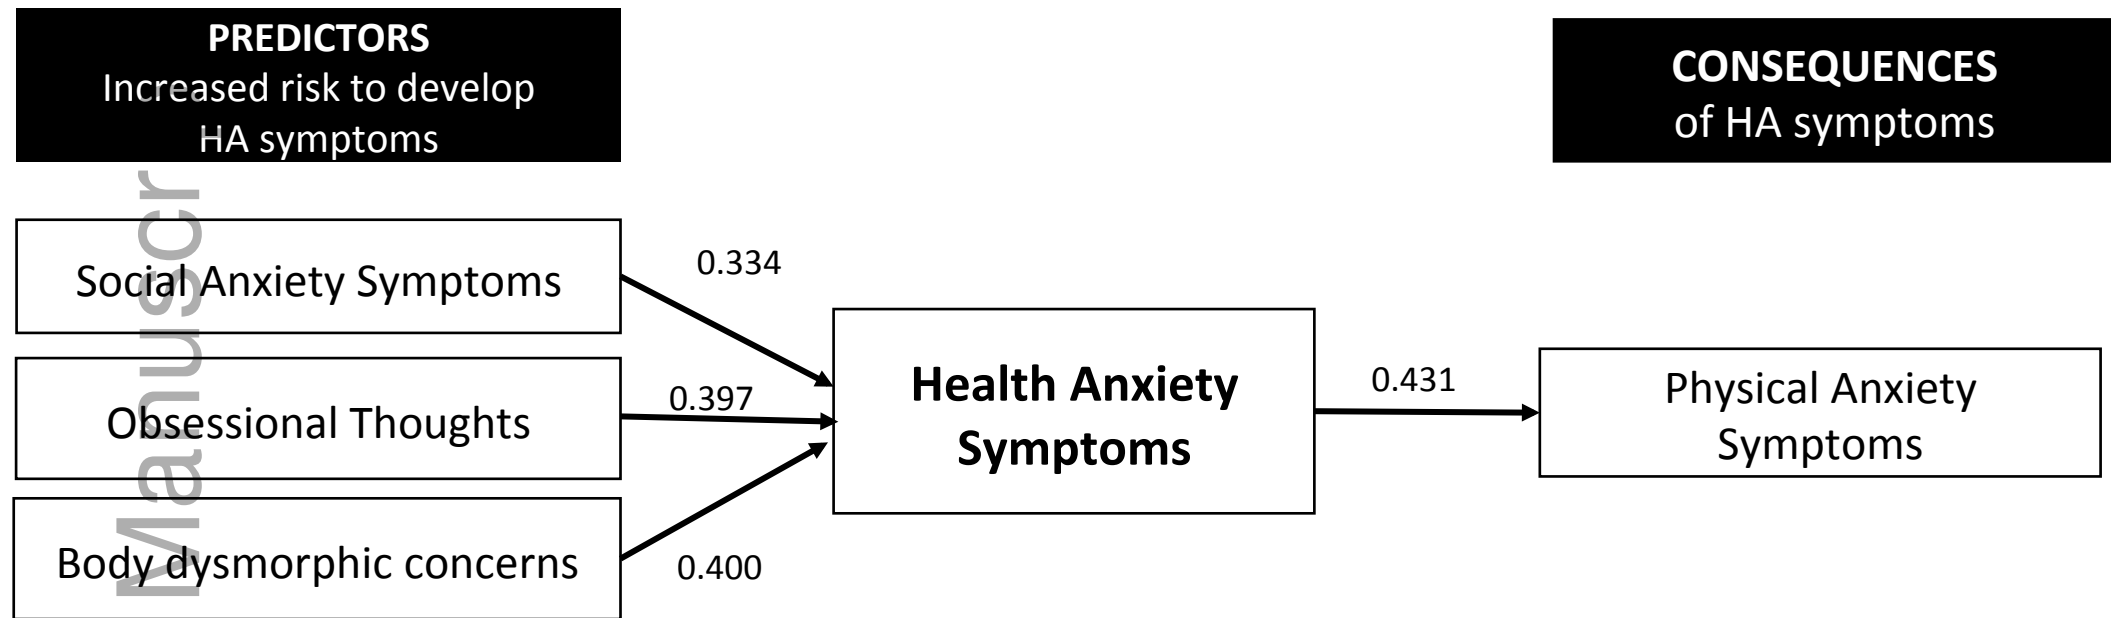 PREDICTORS
Increased risk to develop
HA symptoms
CONSEQUENCES
of HA symptoms
Social Anxiety Symptoms
Obsessional Thoughts
Body dysmorphic concerns
0.334
0.397
0.400
Health Anxiety
Symptoms
0.431
Physical Anxiety
Symptoms
Manuscr